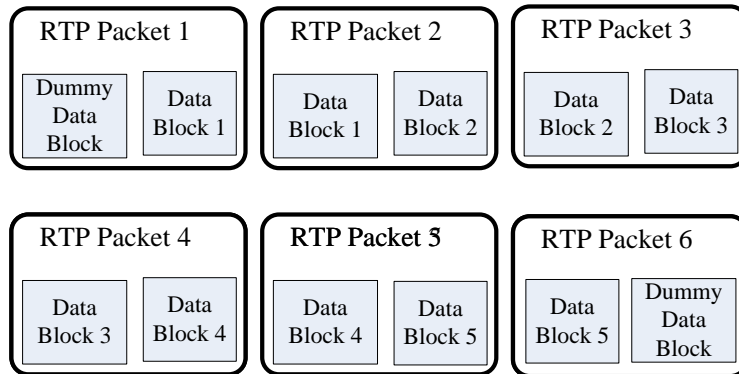 RTP Packet 1
Dummy
Data
Block
Data
Block 1
RTP Packet 2
Data
Block 1
Data
Block 2
RTP Packet 3
Data
Block 2
Data
Block 3
RTP Packet 4
Data
Block 3
Data
Block 4
RTP Packet 5
Data
Block 4
Data
Block 5
RTP Packet 6
Data
Block 5
Dummy
Data
Block